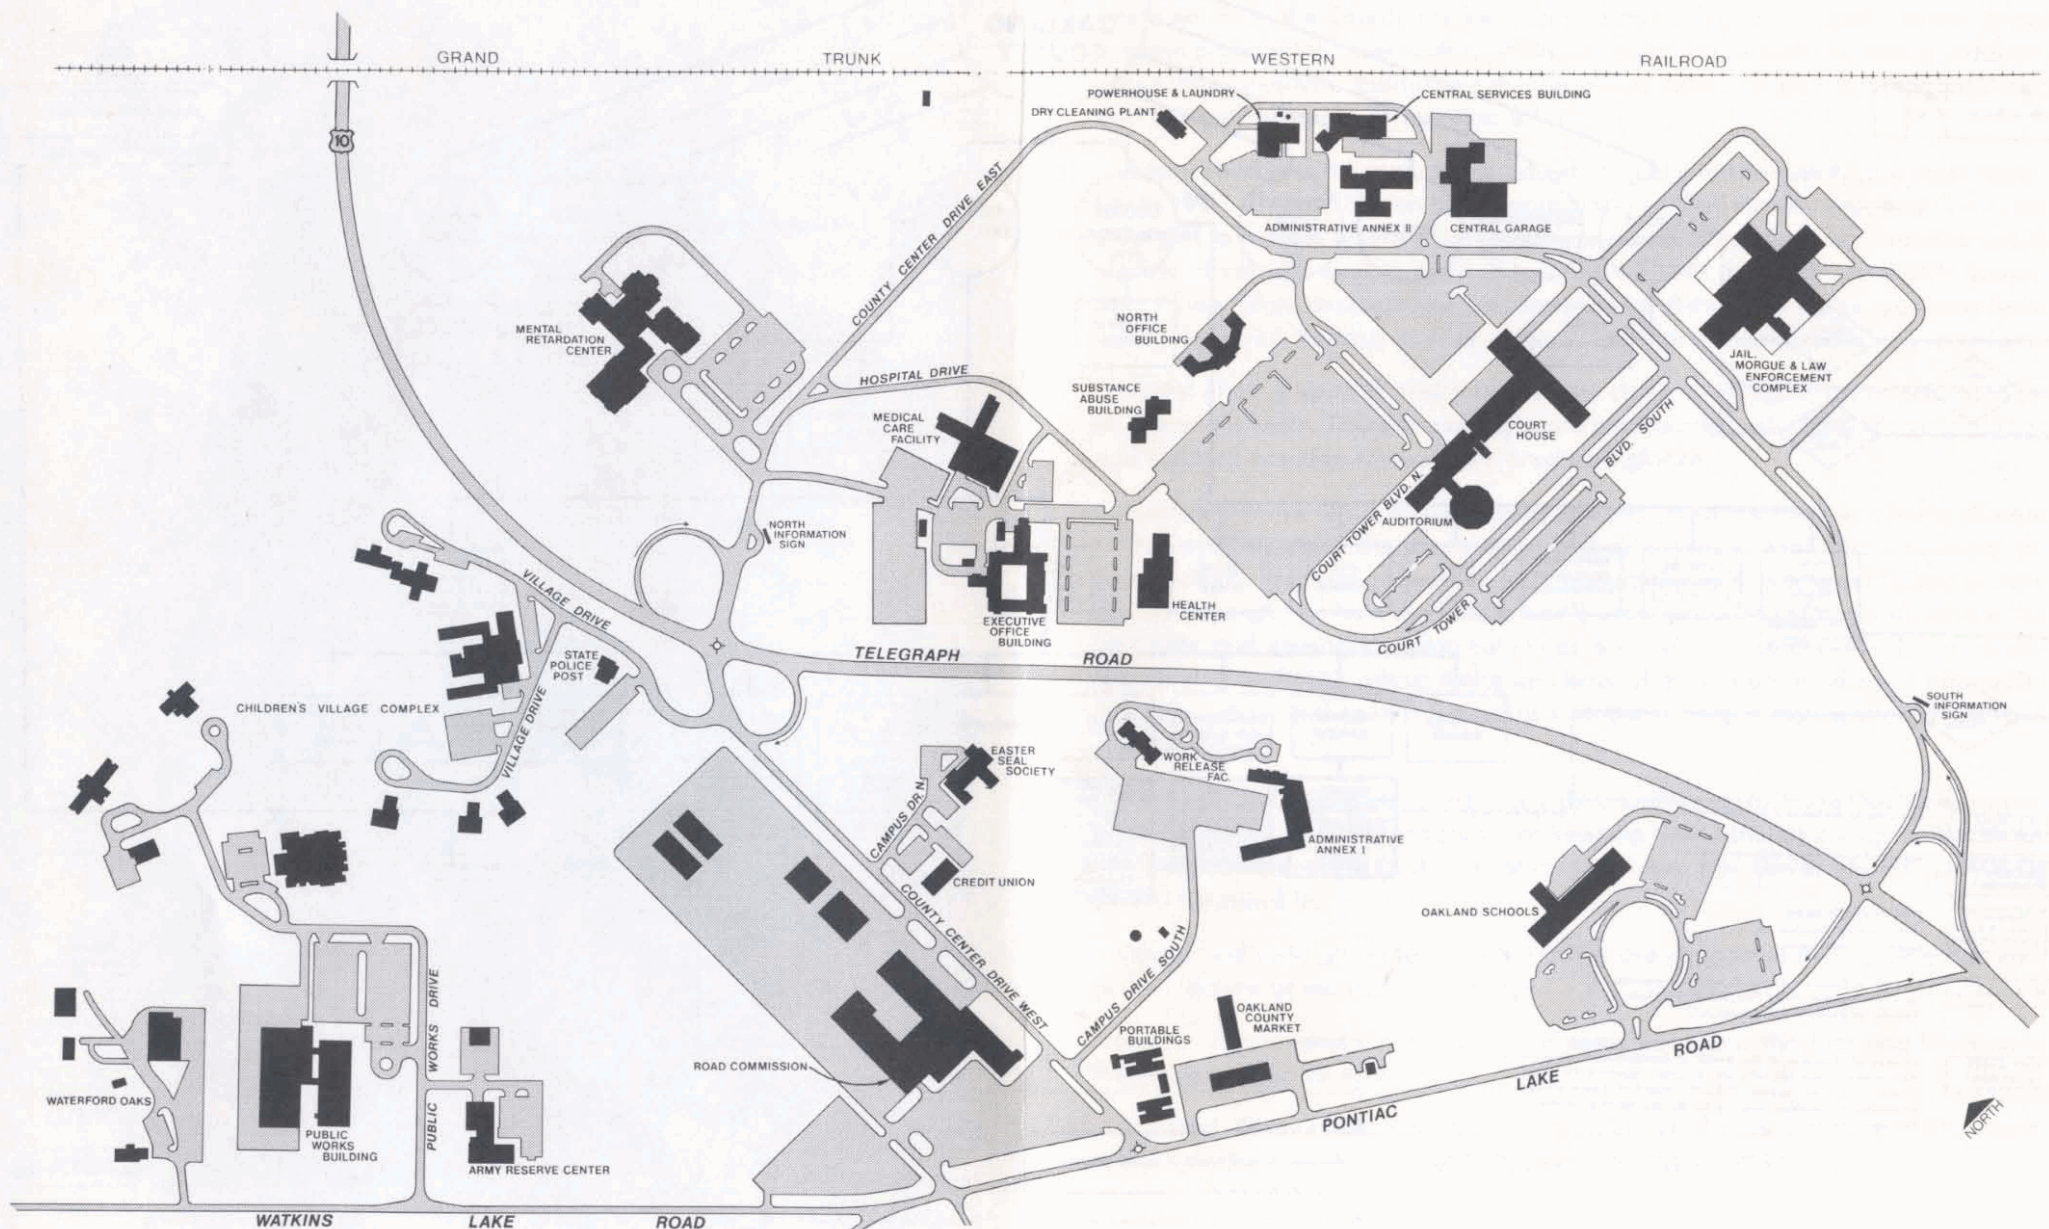 GRAND
TRUNK
WESTERN
RAILROAD
10
POWERHOUSE & LAUNDRY
CENTRAL SERVICES BUILDING
DRY CLEANING PLANT
COUNTY CENTER DRIVE EAST
ADMINISTRATIVE ANNEX II
CENTRAL GARAGE
MENTAL
RETARDATION
CENTER
NORTH
OFFICE
BUILDING
JAIL,
MORGUE & LAW
ENFORCEMENT
COMPLEX
HOSPITAL DRIVE
SUBSTANCE
ABUSE
BUILDING
MEDICAL
CARE
FACILITY
COURT
HOUSE
BLVD. SOUTH
COURT TOWER BLVD. N.
AUDITORIUM
NORTH
INFORMATION
SIGN
VILLAGE DRIVE
HEALTH
CENTER
EXECUTIVE
OFFICE
BUILDING
COURT TOWER
TELEGRAPH
ROAD
STATE
POLICE
POST
CHILDREN'S VILLAGE COMPLEX
VILLAGE DRIVE
SOUTH
INFORMATION
SIGN
EASTER
SEAL
SOCIETY
WORK
RELEASE
FAC.
CAMPUS DR. N.
ADMINISTRATIVE
ANNEX I
CREDIT UNION
OAKLAND SCHOOLS
COUNTY CENTER DRIVE WEST
CAMPUS DRIVE SOUTH
PUBLIC WORKS DRIVE
OAKLAND
COUNTY
MARKET
PORTABLE
BUILDINGS
ROAD COMMISSION
WATERFORD OAKS
PUBLIC
WORKS
BUILDING
ARMY RESERVE CENTER
PONTIAC
LAKE
ROAD
NORTH
WATKINS
LAKE
ROAD